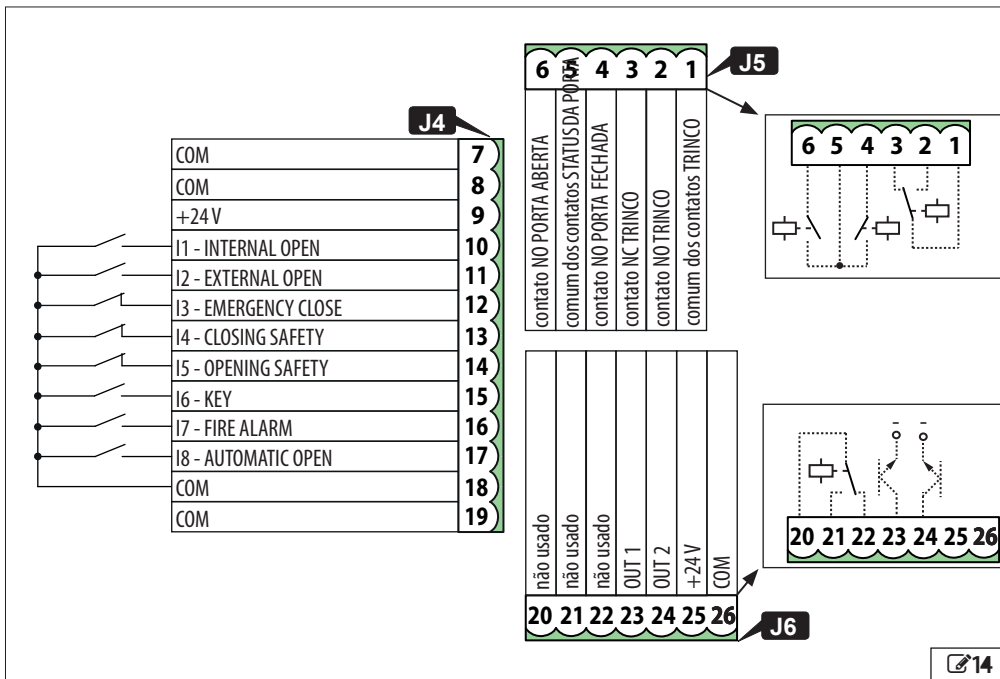 J4
COM 7
COM 8
+24 V 9
I1 - INTERNAL OPEN 10
I2 - EXTERNAL OPEN 11
I3 - EMERGENCY CLOSE 12
I4 - CLOSING SAFETY 13
I5 - OPENING SAFETY 14
I6 - KEY 15
I7 - FIRE ALARM 16
I8 - AUTOMATIC OPEN 17
COM 18
COM 19
J5
6 5 4 3 2 1
contato NO PORTA ABERTA
comum dos contatos STATUS DA PORTA
contato NO PORTA FECHADA
contato NC TRINCO
contato NO TRINCO
comum dos contatos TRINCO
6 5 4 3 2 1
não usado
não usado
não usado
OUT 1
OUT 2
+24 V
COM
20 21 22 23 24 25 26
J6
- -
20 21 22 23 24 25 26
14